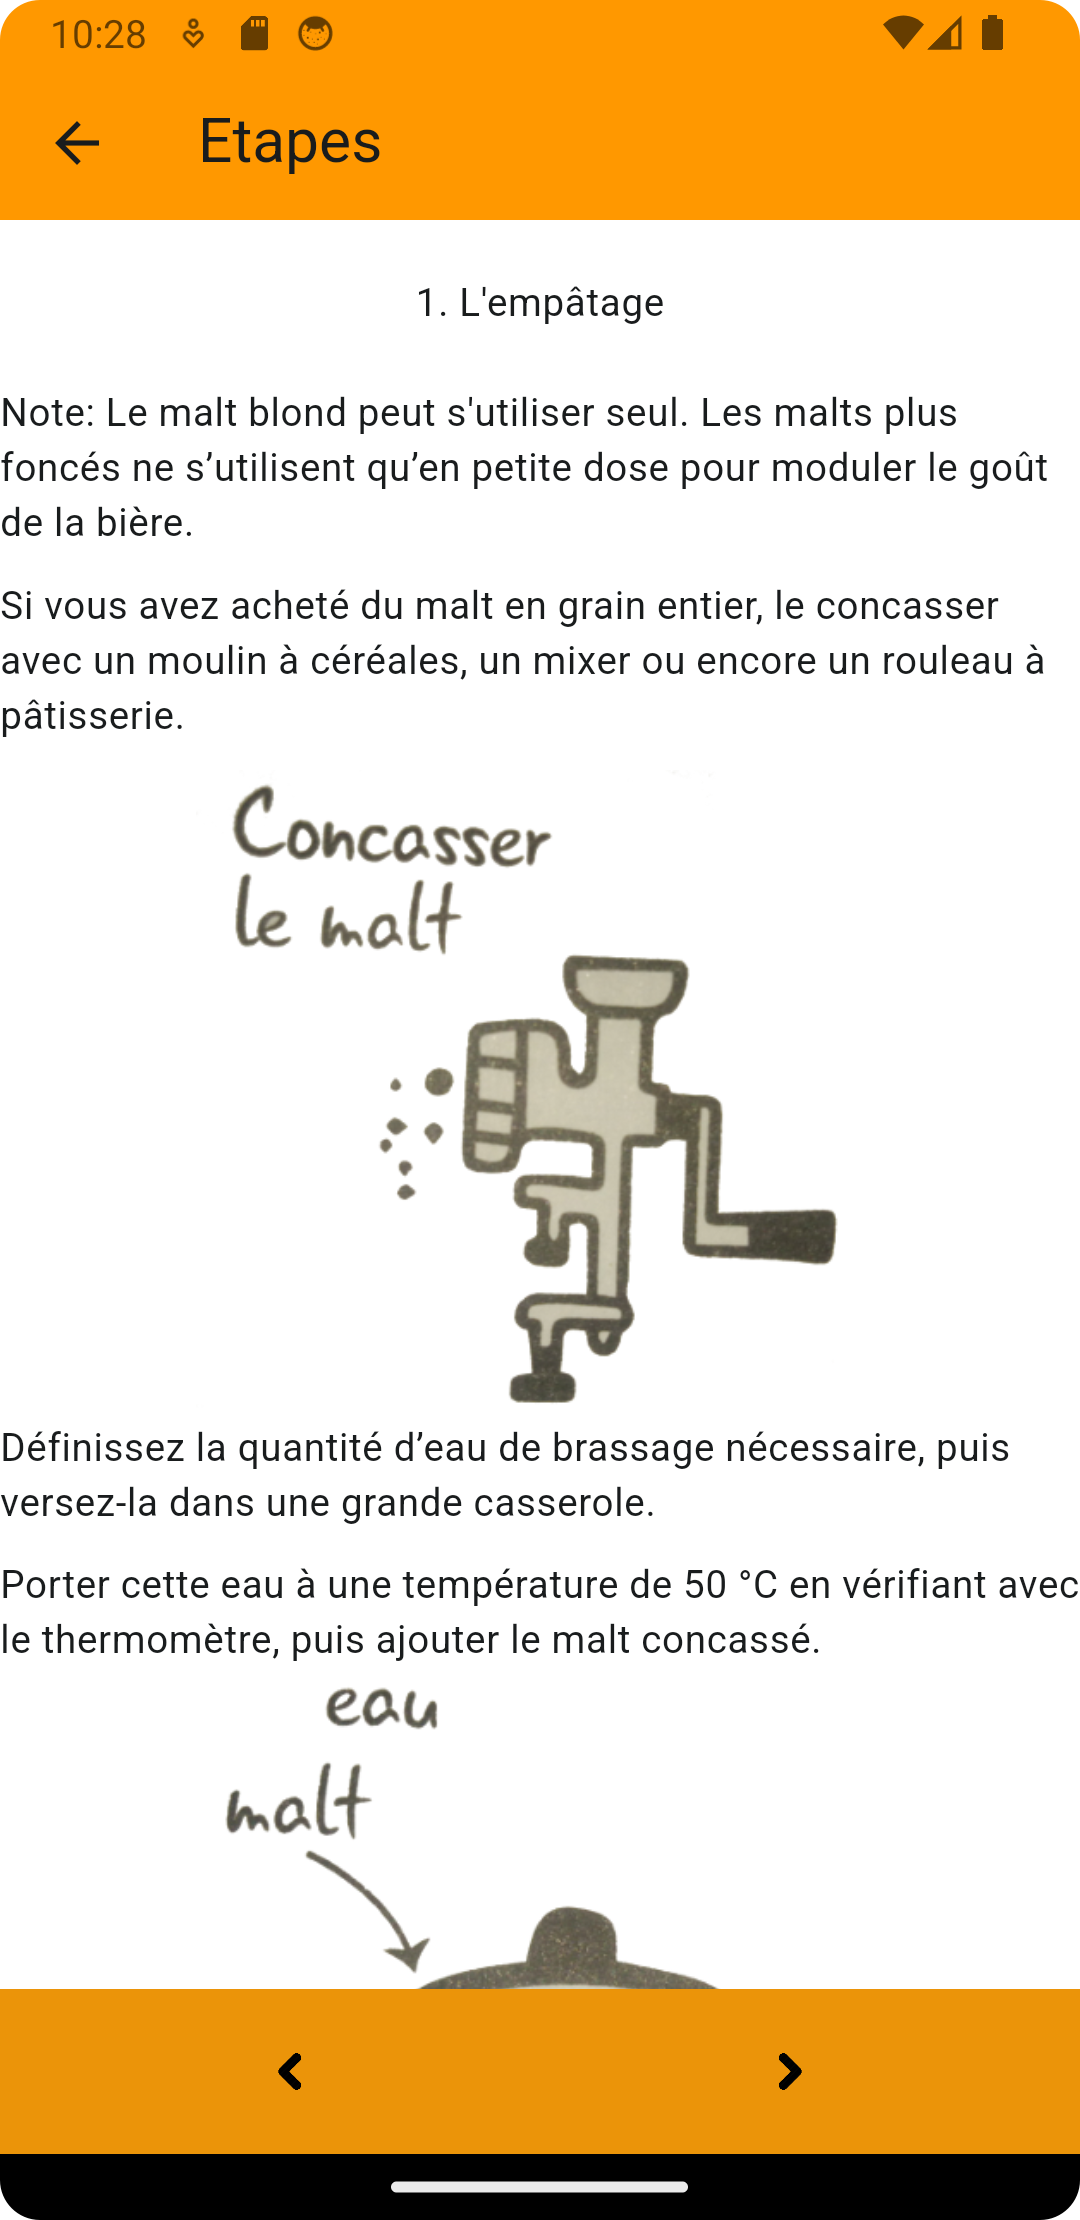 10:28
Etapes
1. L'empâtage
Note: Le malt blond peut s'utiliser seul. Les malts plus
foncés ne s’utilisent qu’en petite dose pour moduler le goût
de la bière.
Si vous avez acheté du malt en grain entier, le concasser
avec un moulin à céréales, un mixer ou encore un rouleau à
pâtisserie.
Concasser
le malt
Définissez la quantité d’eau de brassage nécessaire, puis
versez-la dans une grande casserole.
Porter cette eau à une température de 50 °C en vérifiant avec
le thermomètre, puis ajouter le malt concassé.
eau
malt